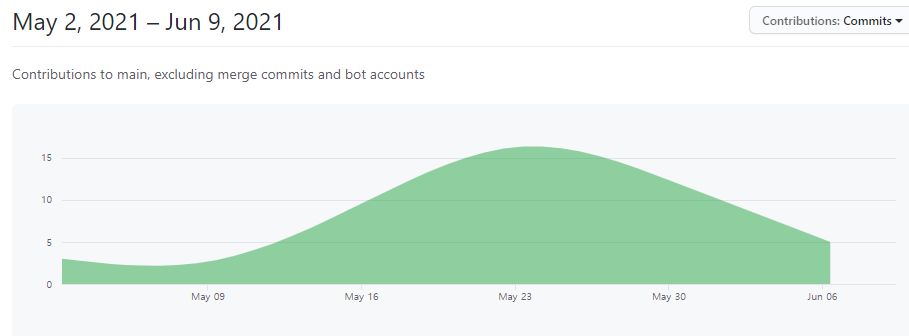 May 2, 2021 – Jun 9, 2021
Contributions: Commits
Contributions to main, excluding merge commits and bot accounts
15
10
5
0
May 09 May 16 May 23 May 30 Jun 06